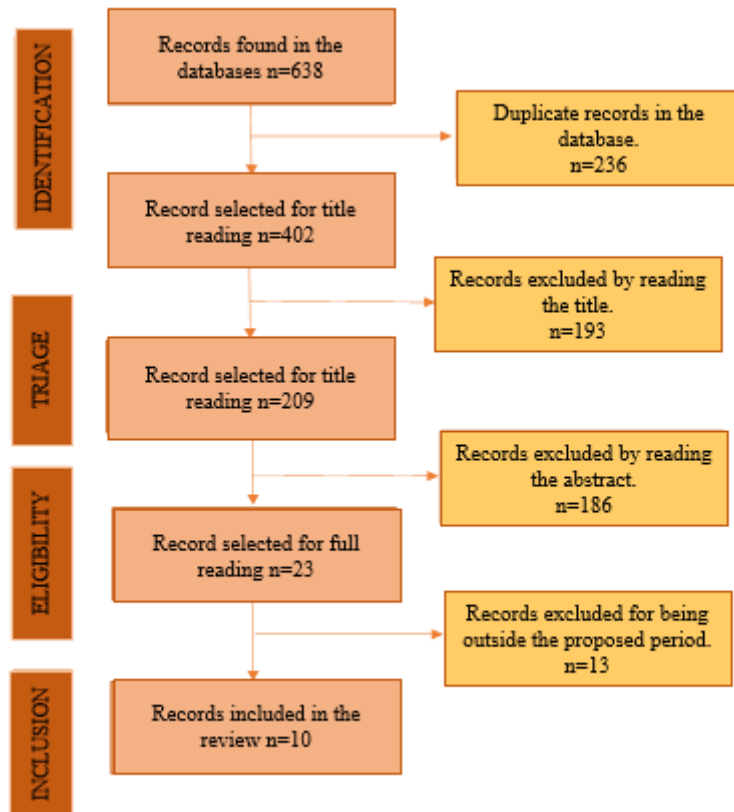 IDENTIFICATION
Records found in the
databases n=638
Duplicate records in the
database.
n=236
Record selected for title
reading n=402
Records excluded by reading
the title.
n=193
TRIAGE
Record selected for title
reading n=209
Records excluded by reading
the abstract.
n=186
ELIGIBILITY
Record selected for full
reading n=23
Records excluded for being
outside the proposed period.
n=13
INCLUSION
Records included in the
review n=10